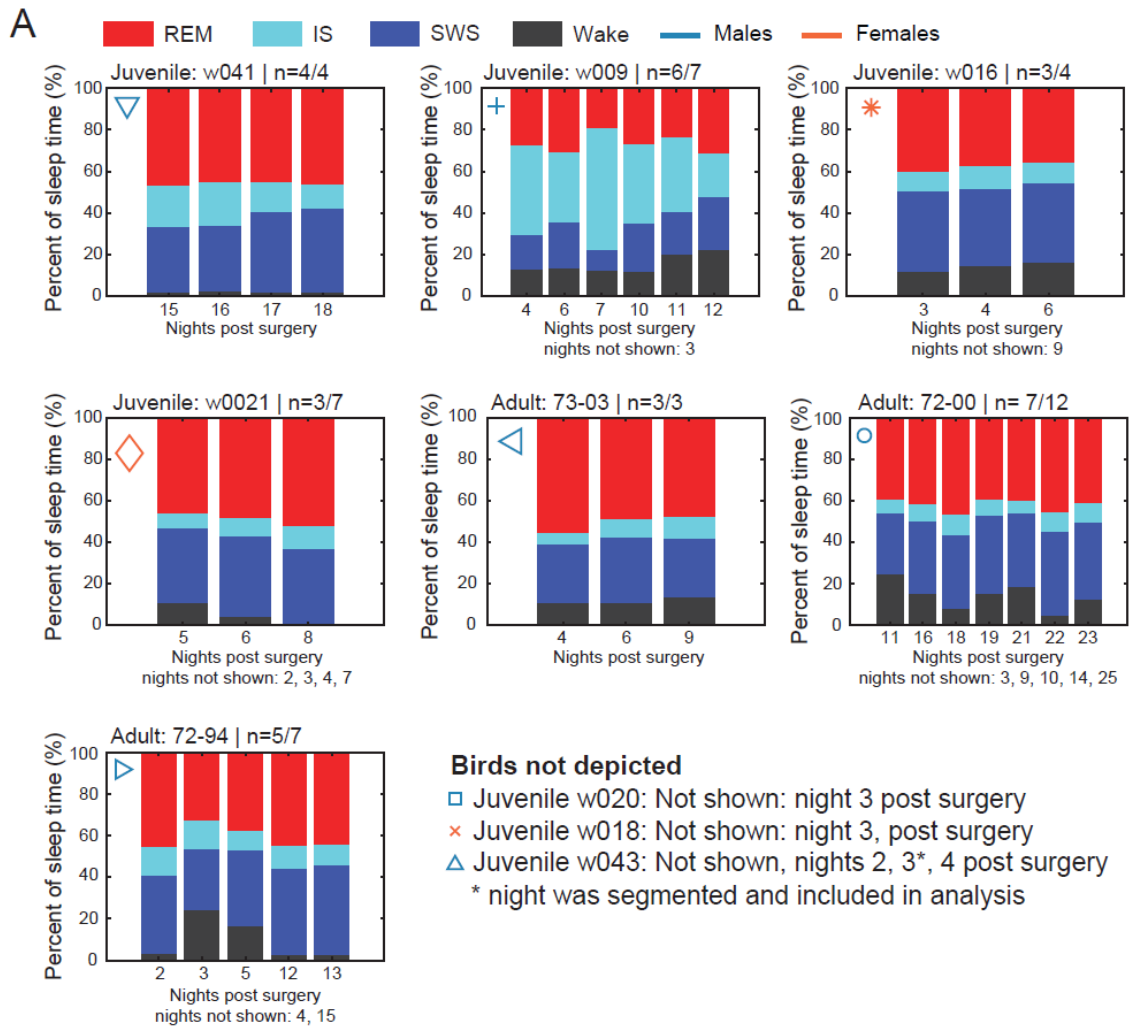 A
REM IS SWS Wake Males Females
Juvenile: w041 | n=4/4
Percent of sleep time (%)
100
80
60
40
20
0
15 16 17 18
Nights post surgery
Juvenile: w009 | n=6/7
Percent of sleep time (%)
100
80
60
40
20
0
4 6 7 10 11 12
Nights post surgery
nights not shown: 3
Juvenile: w016 | n=3/4
Percent of sleep time (%)
100
80
60
40
20
0
3 4 6
Nights post surgery
nights not shown: 9
Juvenile: w0021 | n=3/7
Percent of sleep time (%)
100
80
60
40
20
0
5 6 8
Nights post surgery
nights not shown: 2, 3, 4, 7
Adult: 73-03 | n=3/3
Percent of sleep time (%)
100
80
60
40
20
0
4 6 9
Nights post surgery
Adult: 72-00 | n= 7/12
Percent of sleep time (%)
100
80
60
40
20
0
11 16 18 19 21 22 23
Nights post surgery
nights not shown: 3, 9, 10, 14, 25
Adult: 72-94 | n=5/7
Percent of sleep time (%)
100
80
60
40
20
0
2 3 5 12 13
Nights post surgery
nights not shown: 4, 15
Birds not depicted
Juvenile w020: Not shown: night 3 post surgery
Juvenile w018: Not shown: night 3, post surgery
Juvenile w043: Not shown, nights 2, 3*, 4 post surgery
* night was segmented and included in analysis